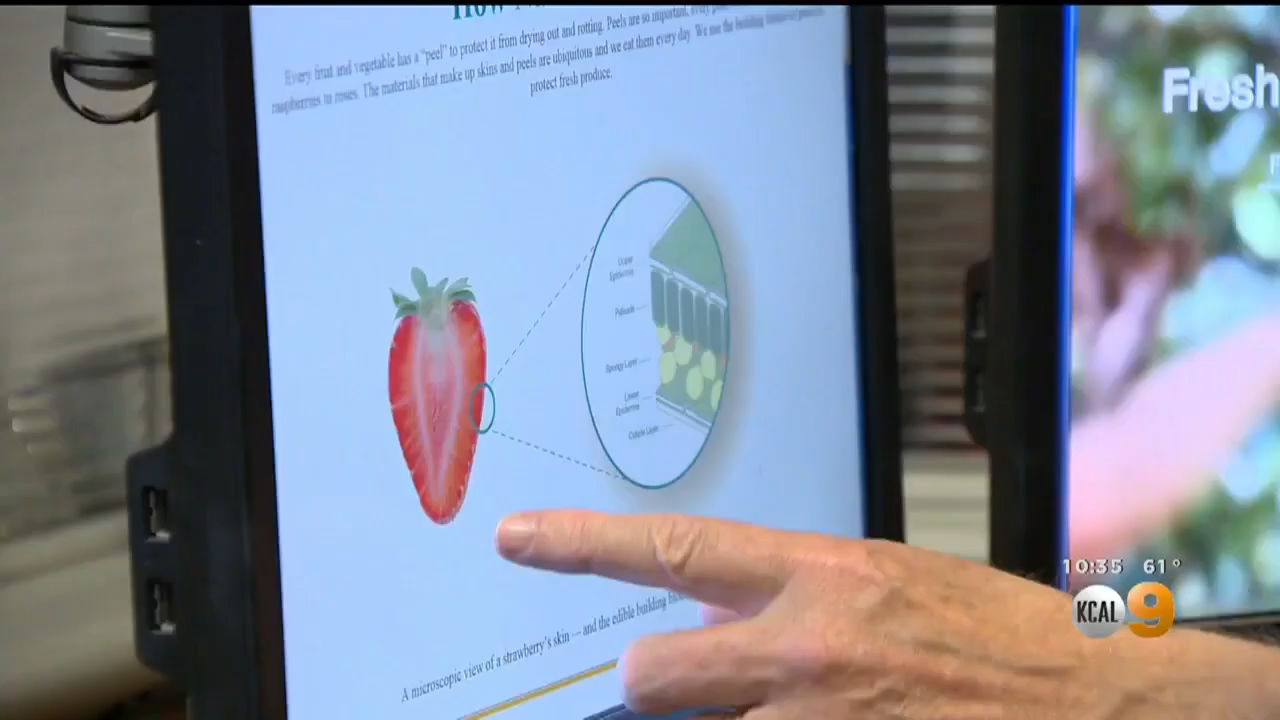 How
Every fruit and vegetable has a "peel" to protect it from drying out and rotting. Peels are so important, every
raspberries to roses. The materials that make up skins and peels are ubiquitous and we eat them every day. We use the building
protect fresh produce.
Fresh
Upper
Epidermis
Palisade
Spongy Layer
Lower
Epidermis
Cuticle Layer
A microscopic view of a strawberry's skin — and the edible building
10:35 61°
KCAL 9